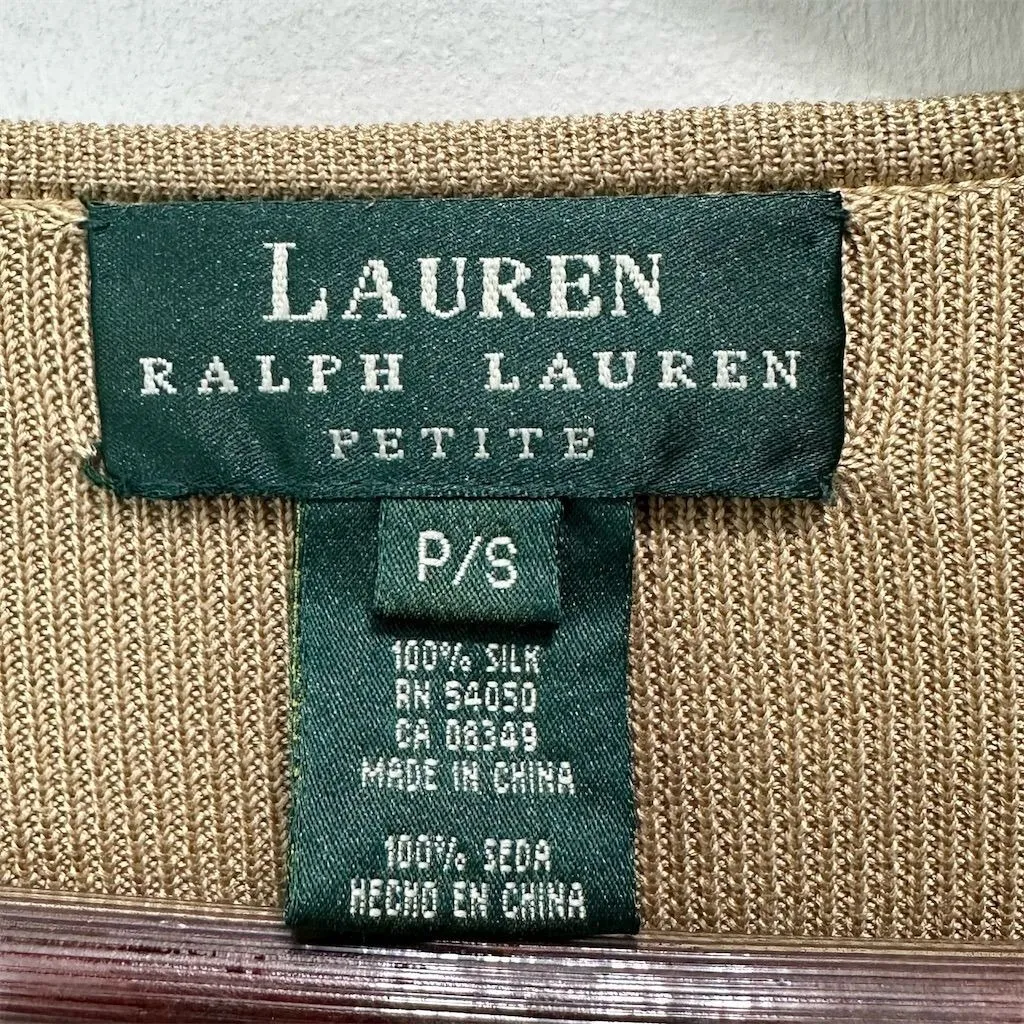 LAUREN
RALPH LAUREN
PETITE
P/S
100% SILK
RN 54050
CA 08349
MADE IN CHINA
100% SEDA
HECHO EN CHINA